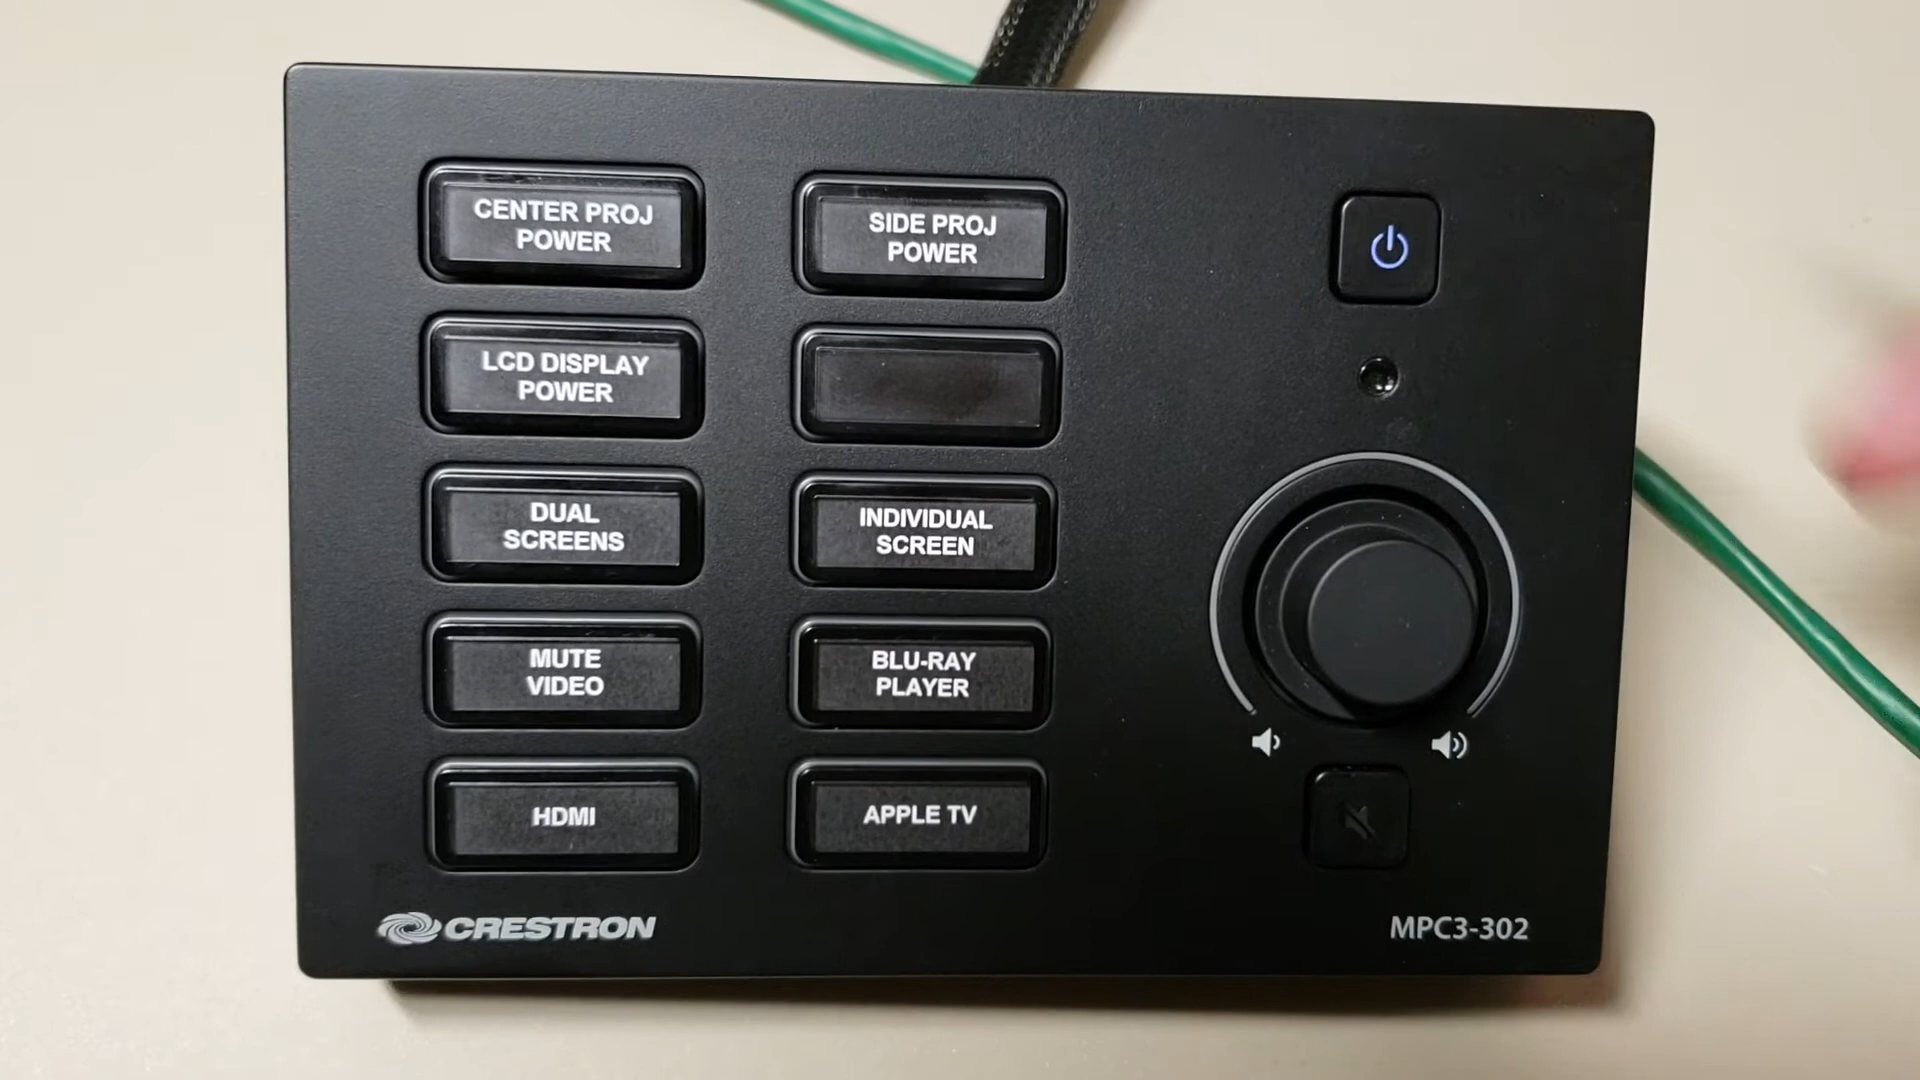 CENTER PROJ
POWER
SIDE PROJ
POWER
LCD DISPLAY
POWER
DUAL
SCREENS
INDIVIDUAL
SCREEN
MUTE
VIDEO
BLU-RAY
PLAYER
HDMI
APPLE TV
CRESTRON
MPC3-302